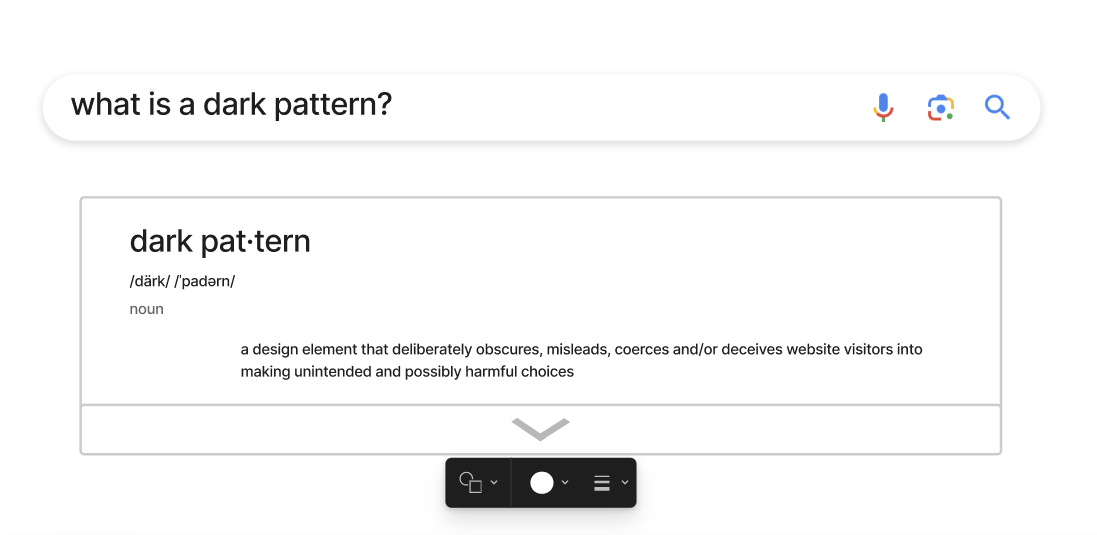 what is a dark pattern?
dark pat·tern
/därk/ /ˈpadərn/
noun
a design element that deliberately obscures, misleads, coerces and/or deceives website visitors into
making unintended and possibly harmful choices